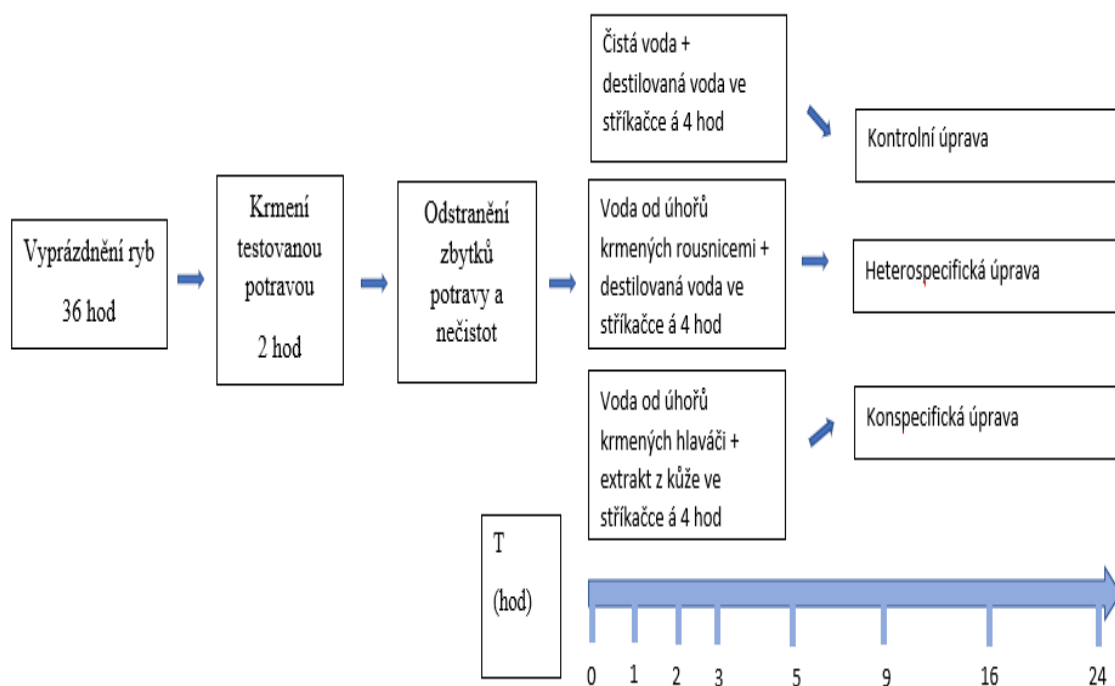 Vyprázdnění ryb
36 hod
Krmení
testovanou
potravou
2 hod
Odstranění
zbytků
potravy a
nečistot
Čistá voda +
destilovaná voda ve
stříkačce á 4 hod
Kontrolní úprava
Voda od úhořů
krmených rousnicemi +
destilovaná voda ve
stříkačce á 4 hod
Heterospecifická úprava
Voda od úhořů
krmených hlaváči +
extrakt z kůže ve
stříkačce á 4 hod
Konspecifická úprava
T
(hod)
0 1 2 3 5 9 16 24